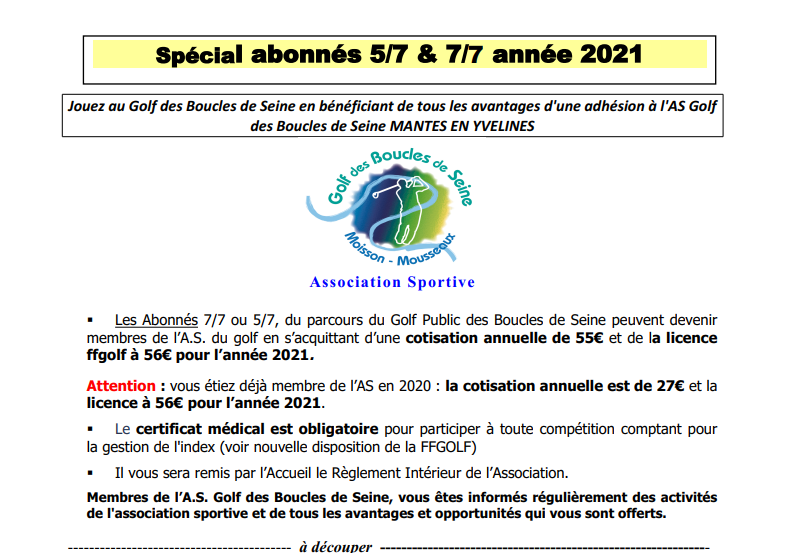 Spécial abonnés 5/7 & 7/7 année 2021
Jouez au Golf des Boucles de Seine en bénéficiant de tous les avantages d'une adhésion à l'AS Golf
des Boucles de Seine MANTES EN YVELINES
Golf des Boucles de Seine
Moisson - Mousseaux
Association Sportive
▪ Les Abonnés 7/7 ou 5/7, du parcours du Golf Public des Boucles de Seine peuvent devenir
membres de l'A.S. du golf en s'acquittant d'une cotisation annuelle de 55€ et de la licence
ffgolf à 56€ pour l'année 2021.
Attention : vous étiez déjà membre de l'AS en 2020 : la cotisation annuelle est de 27€ et la
licence à 56€ pour l'année 2021.
▪ Le certificat médical est obligatoire pour participer à toute compétition comptant pour
la gestion de l'index (voir nouvelle disposition de la FFGOLF)
▪ Il vous sera remis par l'Accueil le Règlement Intérieur de l'Association.
Membres de l'A.S. Golf des Boucles de Seine, vous êtes informés régulièrement des activités
de l'association sportive et de tous les avantages et opportunités qui vous sont offerts.
------------------------------------------ à découper ------------------------------------------------------------